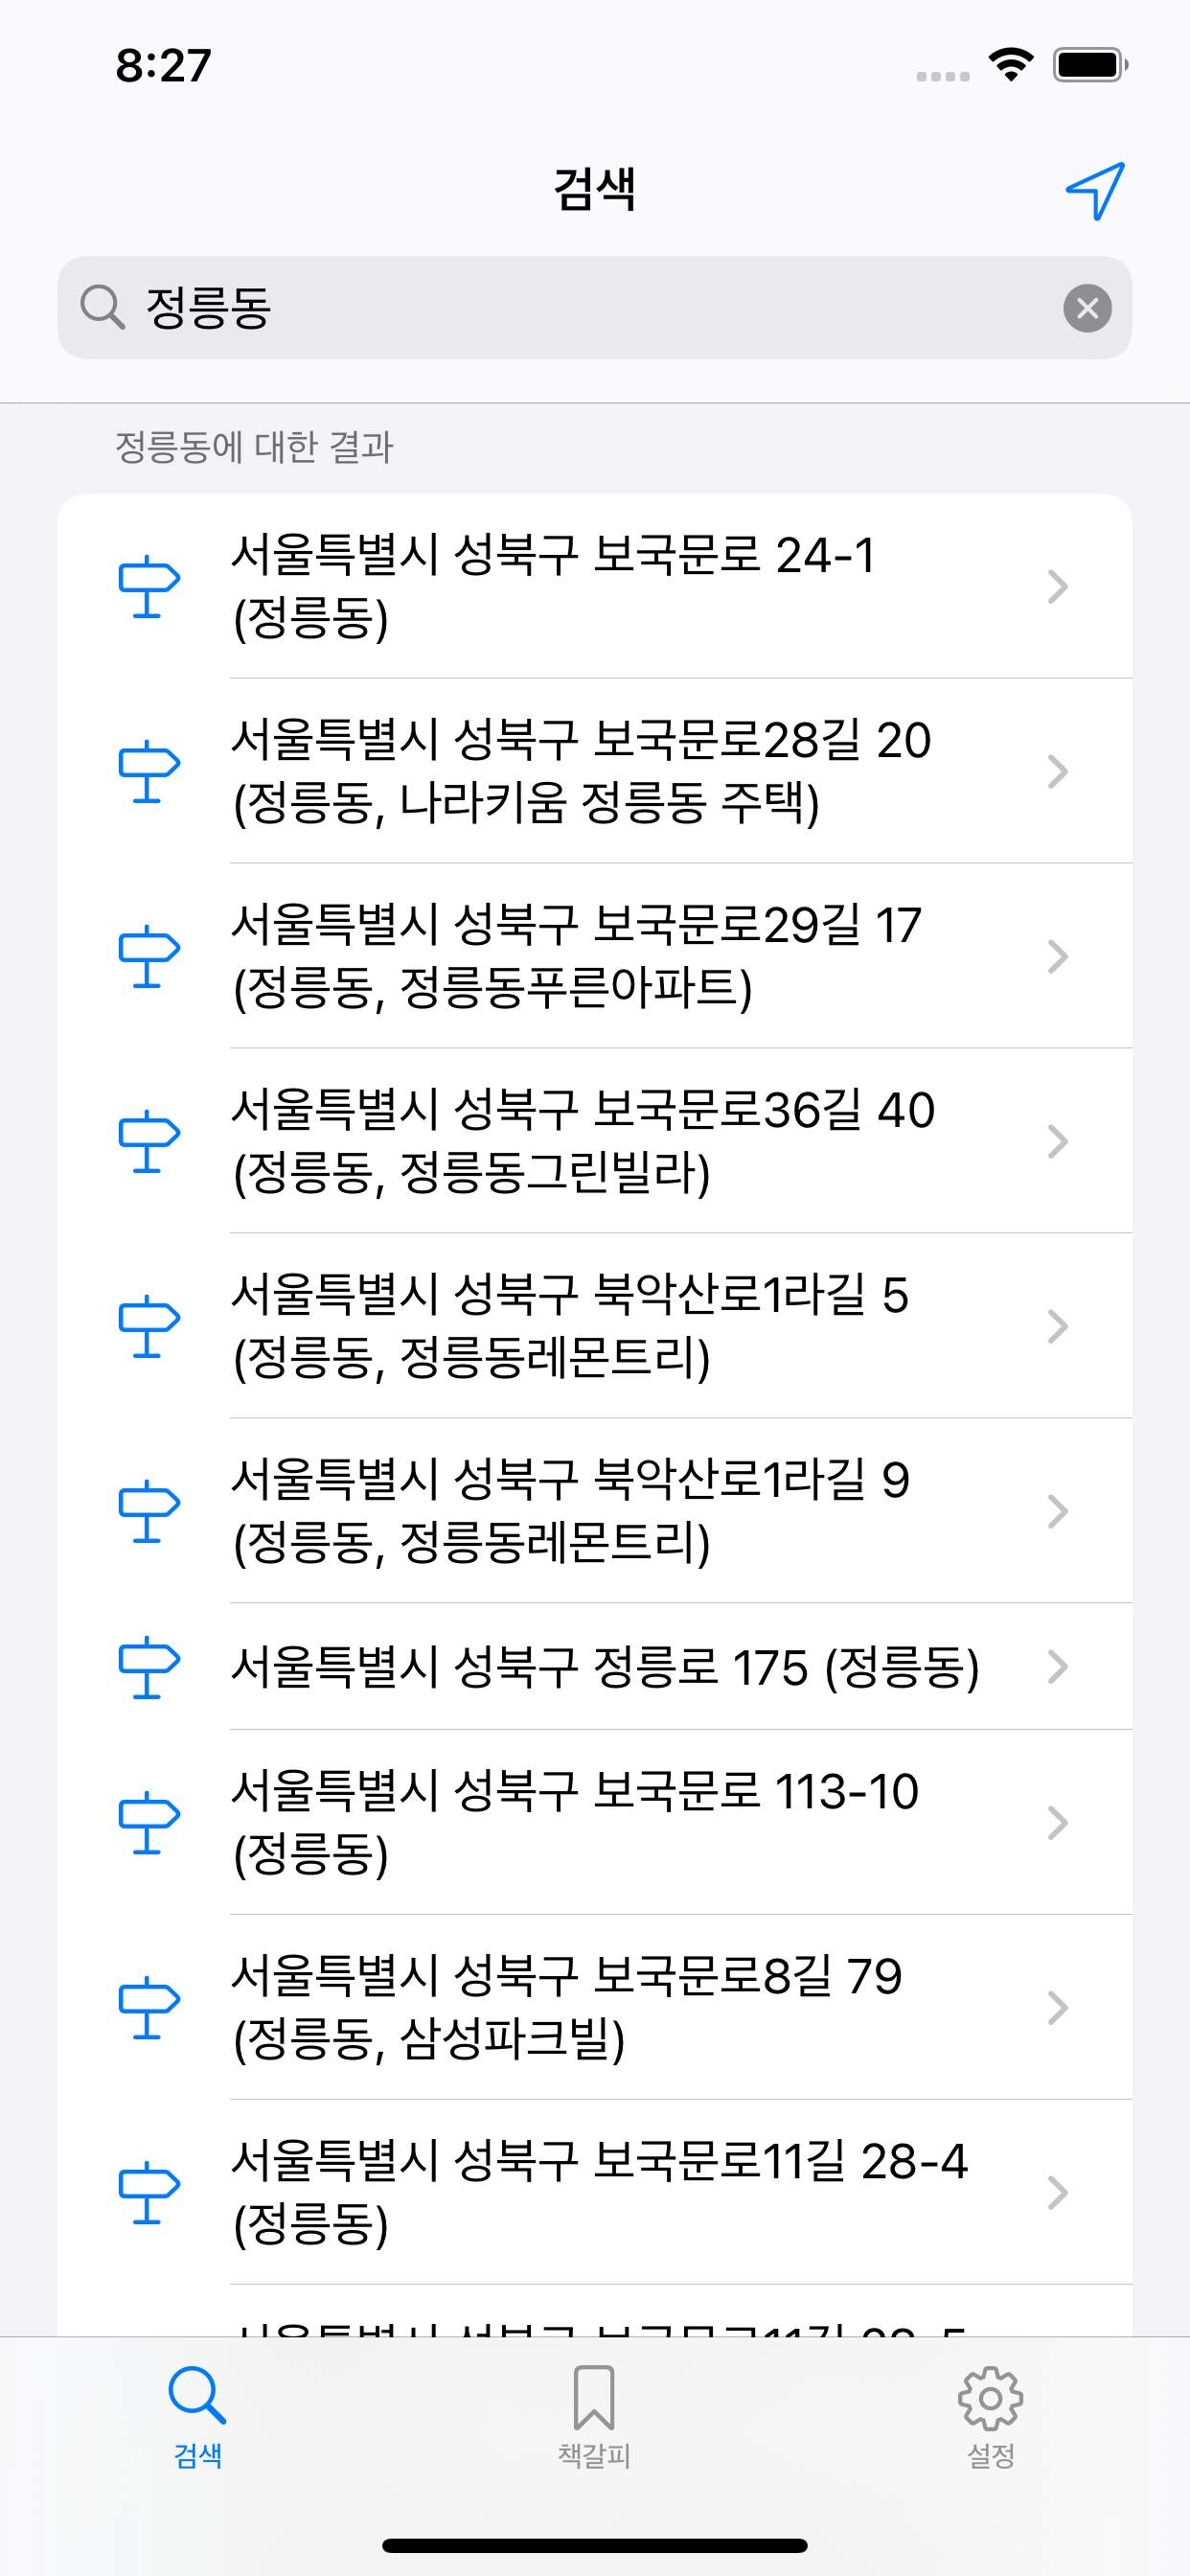 8:27
검색
정릉동
정릉동에 대한 결과
서울특별시 성북구 보국문로 24-1
(정릉동)
서울특별시 성북구 보국문로28길 20
(정릉동, 나라키움 정릉동 주택)
서울특별시 성북구 보국문로29길 17
(정릉동, 정릉동푸른아파트)
서울특별시 성북구 보국문로36길 40
(정릉동, 정릉동그린빌라)
서울특별시 성북구 북악산로1라길 5
(정릉동, 정릉동레몬트리)
서울특별시 성북구 북악산로1라길 9
(정릉동, 정릉동레몬트리)
서울특별시 성북구 정릉로 175 (정릉동)
서울특별시 성북구 보국문로 113-10
(정릉동)
서울특별시 성북구 보국문로8길 79
(정릉동, 삼성파크빌)
서울특별시 성북구 보국문로11길 28-4
(정릉동)
검색
책갈피
설정